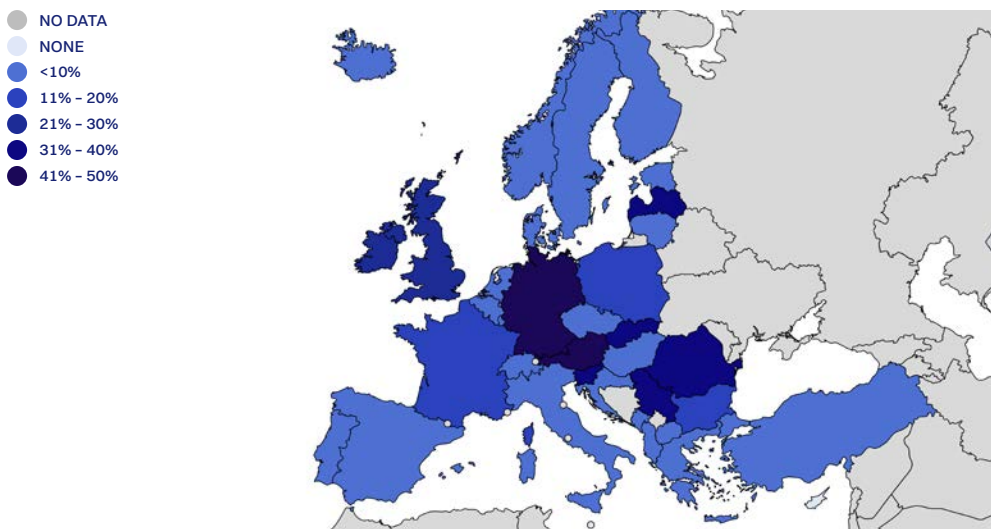 NO DATA
NONE
<10%
11% – 20%
21% – 30%
31% – 40%
41% – 50%